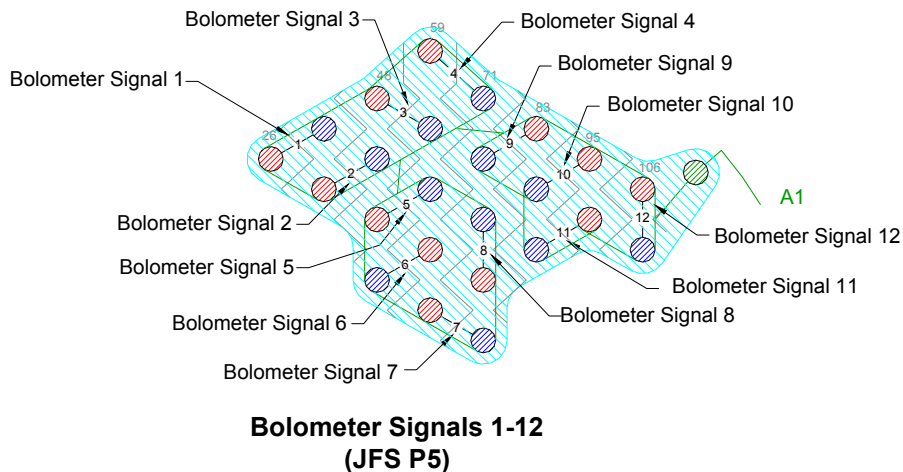 Bolometer Signal 3
59
Bolometer Signal 4
Bolometer Signal 1
46
4
71
Bolometer Signal 9
26
3
83
Bolometer Signal 10
1
9
95
2
10
106
A1
Bolometer Signal 2
5
11
12
Bolometer Signal 12
Bolometer Signal 5
6
8
Bolometer Signal 11
Bolometer Signal 6
7
Bolometer Signal 8
Bolometer Signal 7
Bolometer Signals 1-12
(JFS P5)